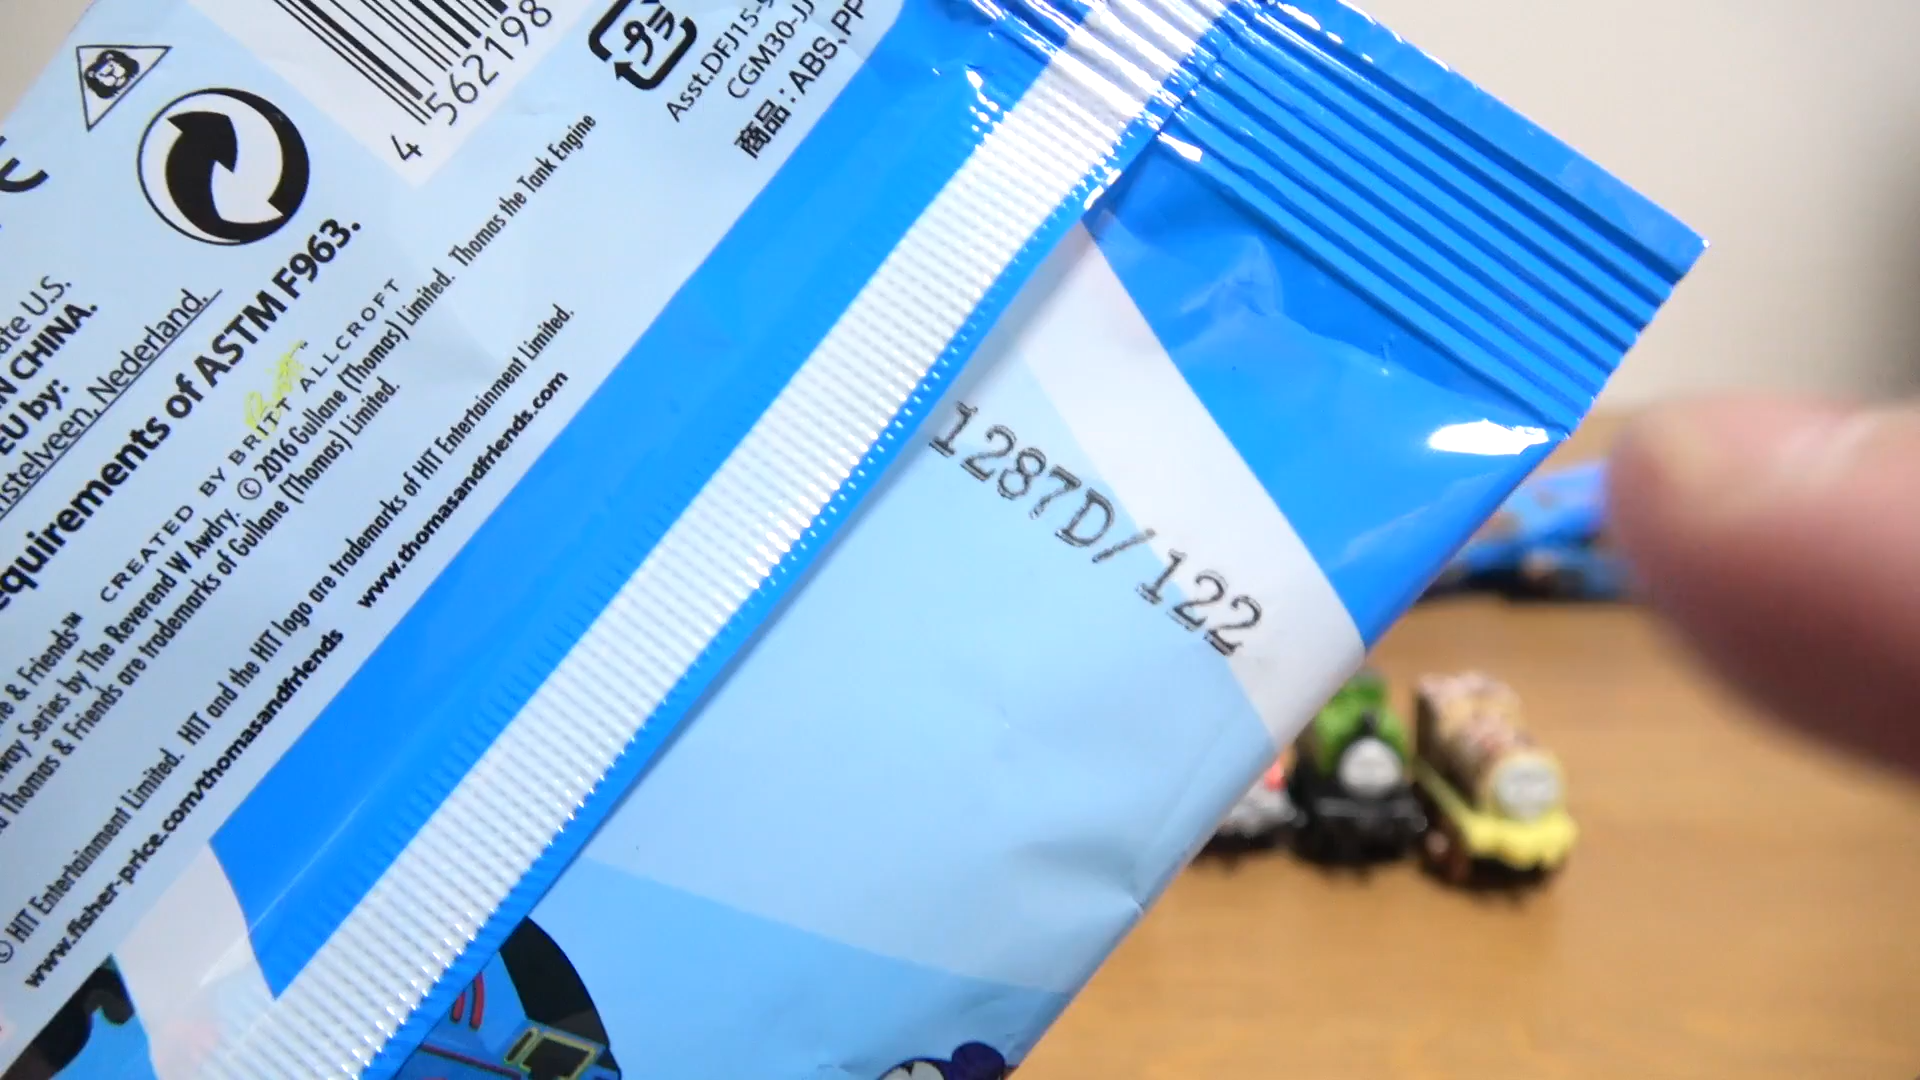 4 562198
Asst.DFJ15-9
CGM30-JJ
商品：ABS、PP
U.S.
CHINA.
EU by:
Nederland.
requirements of ASTM F963.
CREATED BY BRITT ALLCROFT
Series by The Reverend W Awdry. © 2016 Gullane (Thomas) Limited. Thomas the Tank Engine
& Friends™
Thomas & Friends are trademarks of Gullane (Thomas) Limited.
© HIT Entertainment Limited. HIT and the HIT logo are trademarks of HIT Entertainment Limited.
www.fisher-price.com/thomasandfriends www.thomasandfriends.com
1287D/122